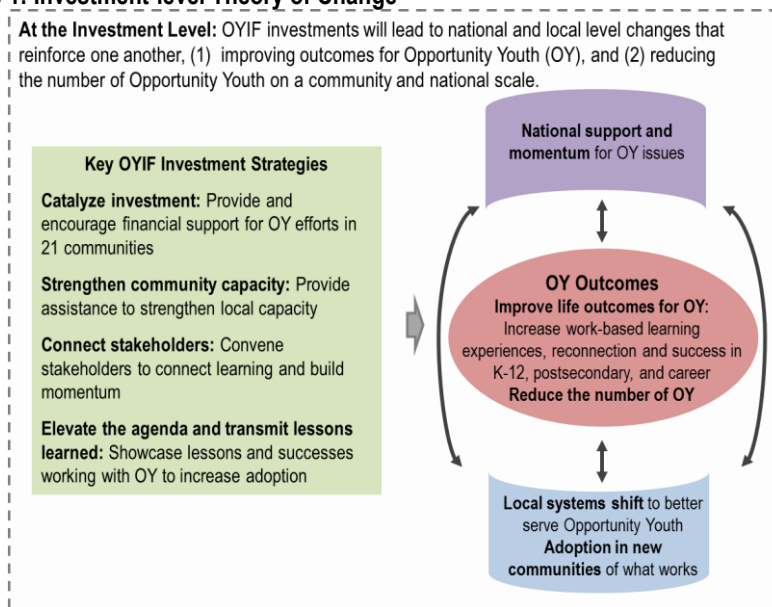 1. Investment-level Theory of Change
At the Investment Level: OYIF investments will lead to national and local level changes that
reinforce one another, (1) improving outcomes for Opportunity Youth (OY), and (2) reducing
the number of Opportunity Youth on a community and national scale.
Key OYIF Investment Strategies
Catalyze investment: Provide and
encourage financial support for OY efforts in
21 communities
Strengthen community capacity: Provide
assistance to strengthen local capacity
Connect stakeholders: Convene
stakeholders to connect learning and build
momentum
Elevate the agenda and transmit lessons
learned: Showcase lessons and successes
working with OY to increase adoption
National support and
momentum for OY issues
OY Outcomes
Improve life outcomes for OY:
Increase work-based learning
experiences, reconnection and success in
K-12, postsecondary, and career
Reduce the number of OY
Local systems shift to better
serve Opportunity Youth
Adoption in new
communities of what works